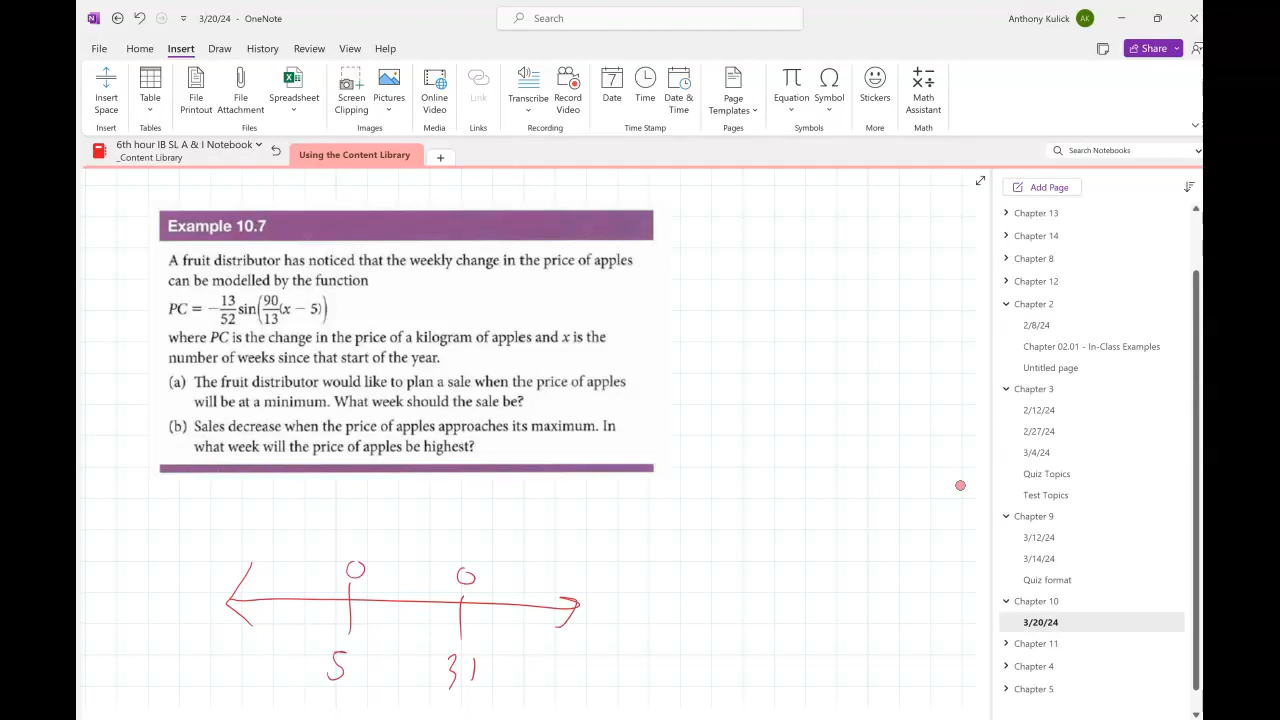 3/20/24 - OneNote
Search
Anthony Kulick
AK
File Home Insert Draw History Review View Help
Share
Insert Space
Table
File Printout
File Attachment
Spreadsheet
Screen Clipping
Pictures
Online Video
Link
Transcribe
Record Video
7
Date
Time
Date & Time
Page Templates
π
Equation
Ω
Symbol
Stickers
Math Assistant
Insert Tables Files Images Media Links Recording Time Stamp Pages Symbols More Math
6th hour IB SL A & I Notebook
_Content Library
Using the Content Library
+
Search Notebooks
Example 10.7
A fruit distributor has noticed that the weekly change in the price of apples
can be modelled by the function
PC = −13/52 sin(90/13(x − 5))
where PC is the change in the price of a kilogram of apples and x is the
number of weeks since that start of the year.
(a) The fruit distributor would like to plan a sale when the price of apples
will be at a minimum. What week should the sale be?
(b) Sales decrease when the price of apples approaches its maximum. In
what week will the price of apples be highest?
0 0
5 31
Add Page
Chapter 13
Chapter 14
Chapter 8
Chapter 12
Chapter 2
2/8/24
Chapter 02.01 - In-Class Examples
Untitled page
Chapter 3
2/12/24
2/27/24
3/4/24
Quiz Topics
Test Topics
Chapter 9
3/12/24
3/14/24
Quiz format
Chapter 10
3/20/24
Chapter 11
Chapter 4
Chapter 5